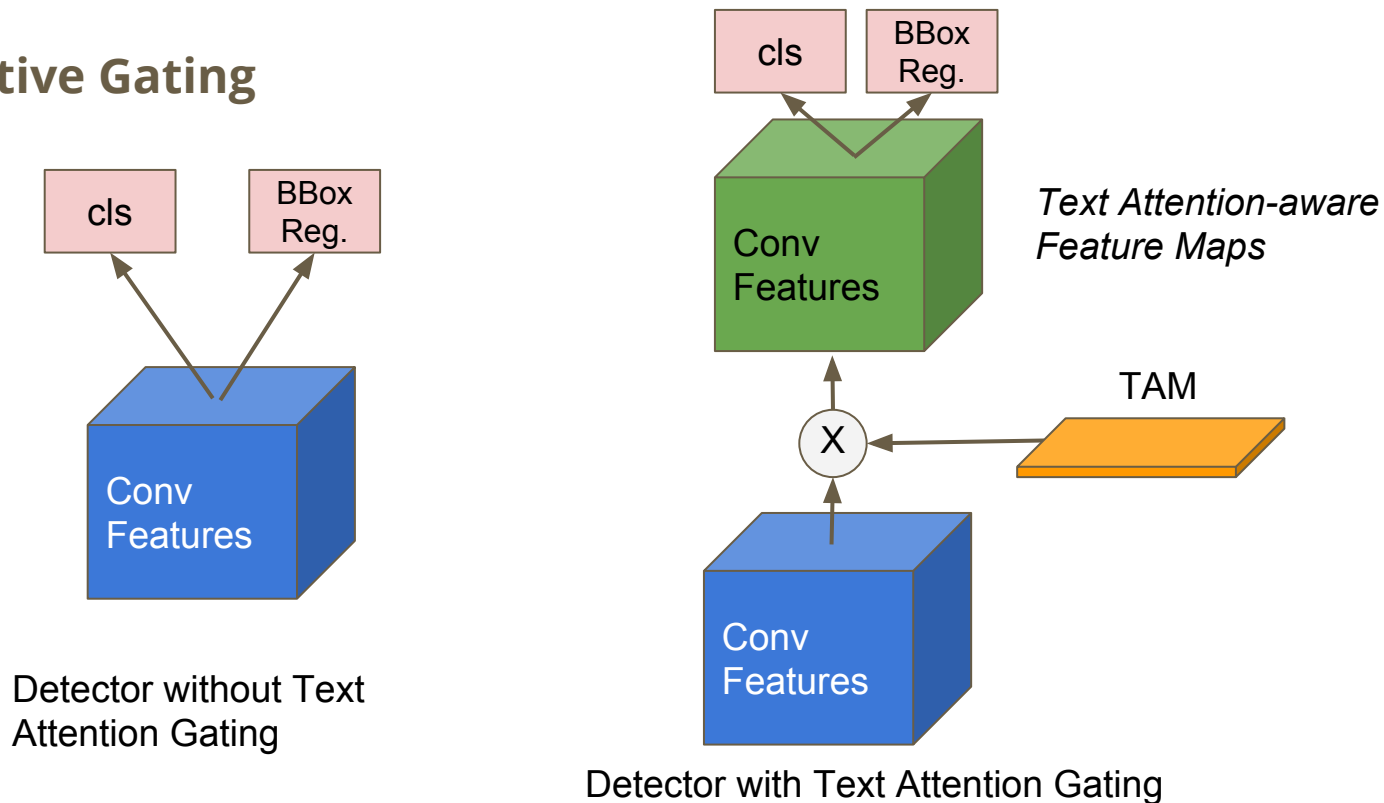 tive Gating
cls
BBox
Reg.
Conv
Features
Detector without Text
Attention Gating
cls
BBox
Reg.
Conv
Features
Text Attention-aware
Feature Maps
X
TAM
Conv
Features
Detector with Text Attention Gating